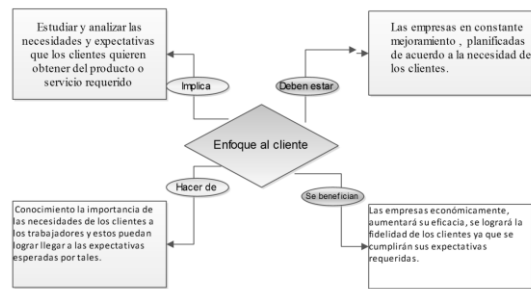 Estudiar y analizar las
necesidades y expectativas
que los clientes quieren
obtener del producto o
servicio requerido
Las empresas en constante
mejoramiento , planificadas
de acuerdo a la necesidad de
los clientes.
Implica
Deben estar
Enfoque al cliente
Hacer de
Se benefician
Conocimiento la importancia de
las necesidades de los clientes a
los trabajadores y estos puedan
lograr llegar a las expectativas
esperadas por tales.
Las empresas económicamente,
aumentará su eficacia, se logrará la
fidelidad de los clientes ya que se
cumplirán sus expectativas
requeridas.